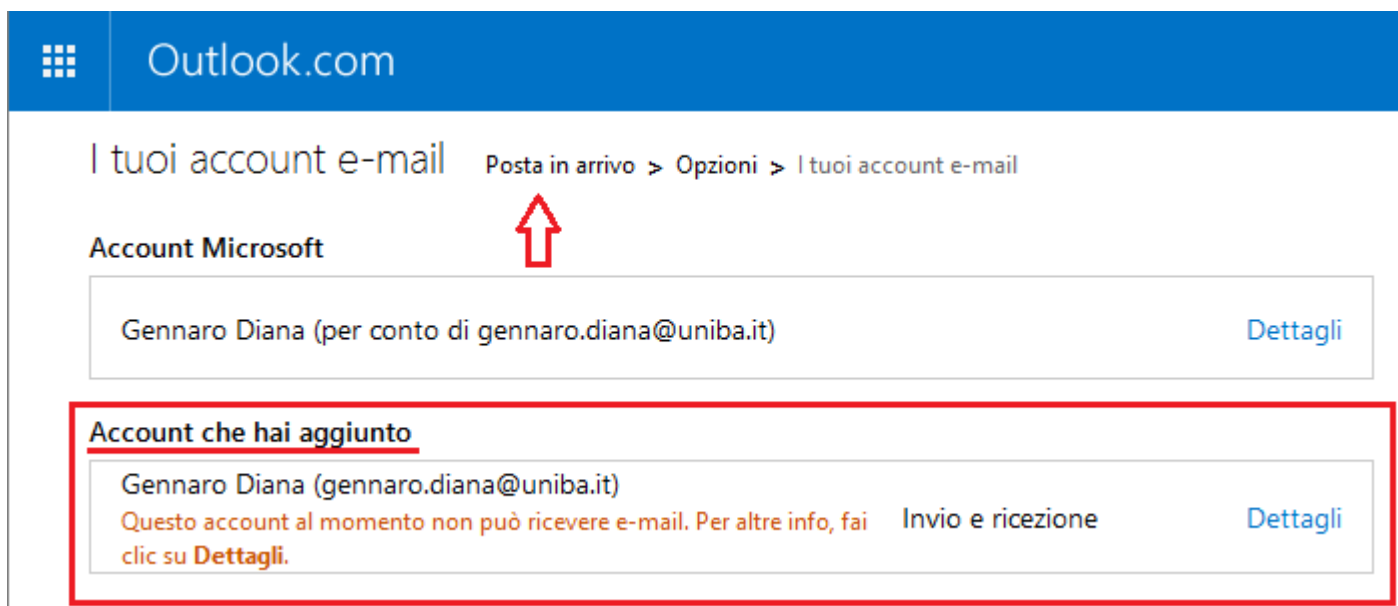 Outlook.com
I tuoi account e-mail Posta in arrivo > Opzioni > I tuoi account e-mail
Account Microsoft
Gennaro Diana (per conto di gennaro.diana@uniba.it) Dettagli
Account che hai aggiunto
Gennaro Diana (gennaro.diana@uniba.it)
Questo account al momento non può ricevere e-mail. Per altre info, fai Invio e ricezione Dettagli
clic su Dettagli.